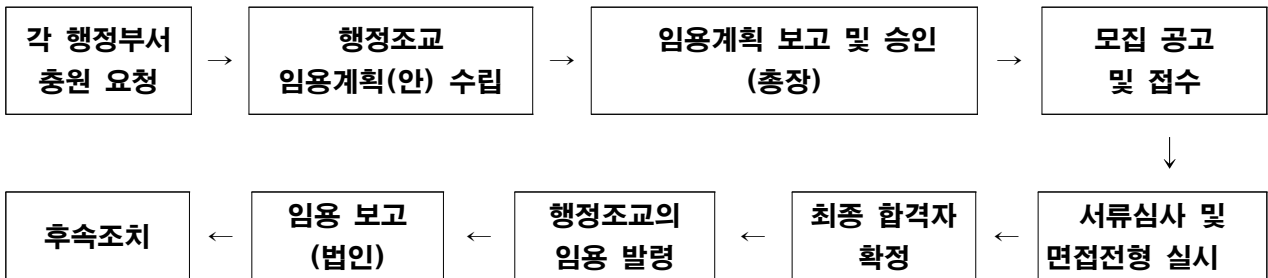 각 행정부서
충원 요청
→
행정조교
임용계획(안) 수립
→
임용계획 보고 및 승인
(총장)
→
모집 공고
및 접수
↓
서류심사 및
면접전형 실시
←
최종 합격자
확정
←
행정조교의
임용 발령
←
임용 보고
(법인)
←
후속조치